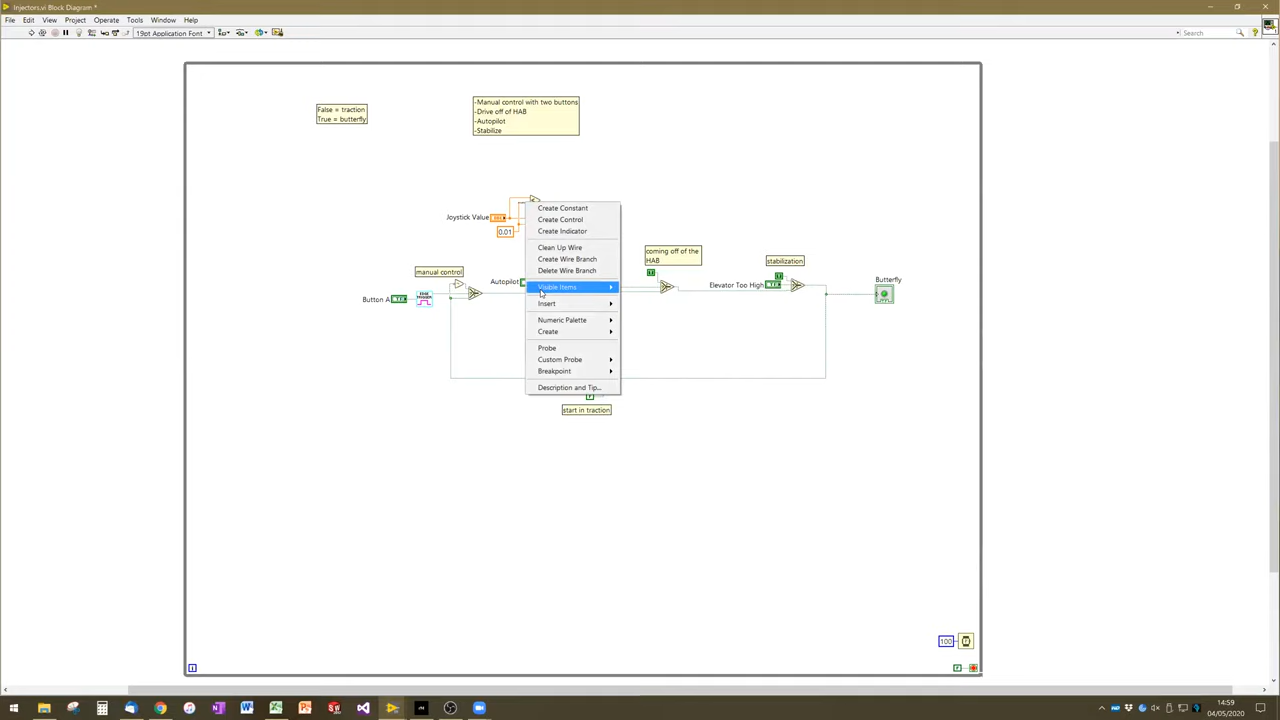 Injectors.vi Block Diagram *
File Edit View Project Operate Tools Window Help
19pt Application Font
Search
False = traction
True = butterfly
-Manual control with two buttons
-Drive off of HAB
-Autopilot
-Stabilize
Joystick Value
0.01
Create Constant
Create Control
Create Indicator
Clean Up Wire
Create Wire Branch
Delete Wire Branch
Visible Items
Insert
Numeric Palette
Create
Probe
Custom Probe
Breakpoint
Description and Tip...
manual control
Button A
Autopilot
coming off of the
HAB
stabilization
Elevator Too High
Butterfly
start in traction
100
14:59
04/05/2020